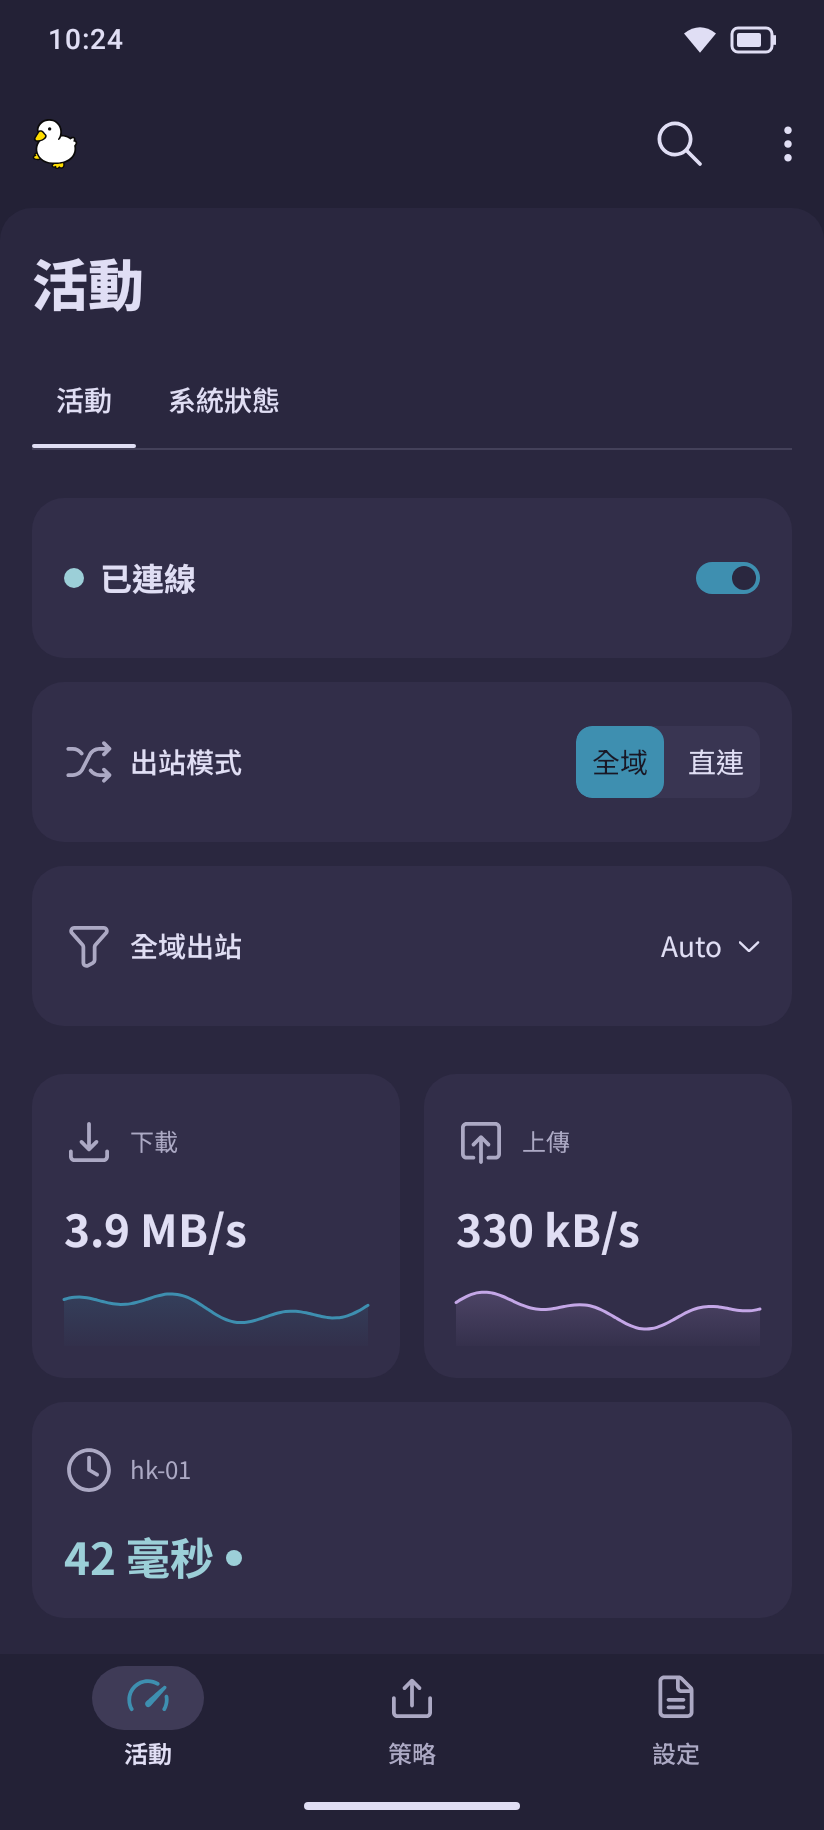 10:24
活動
活動 系統狀態
已連線
出站模式 全域 直連
全域出站 Auto
下載
3.9 MB/s
上傳
330 kB/s
hk-01
42 毫秒
活動 策略 設定